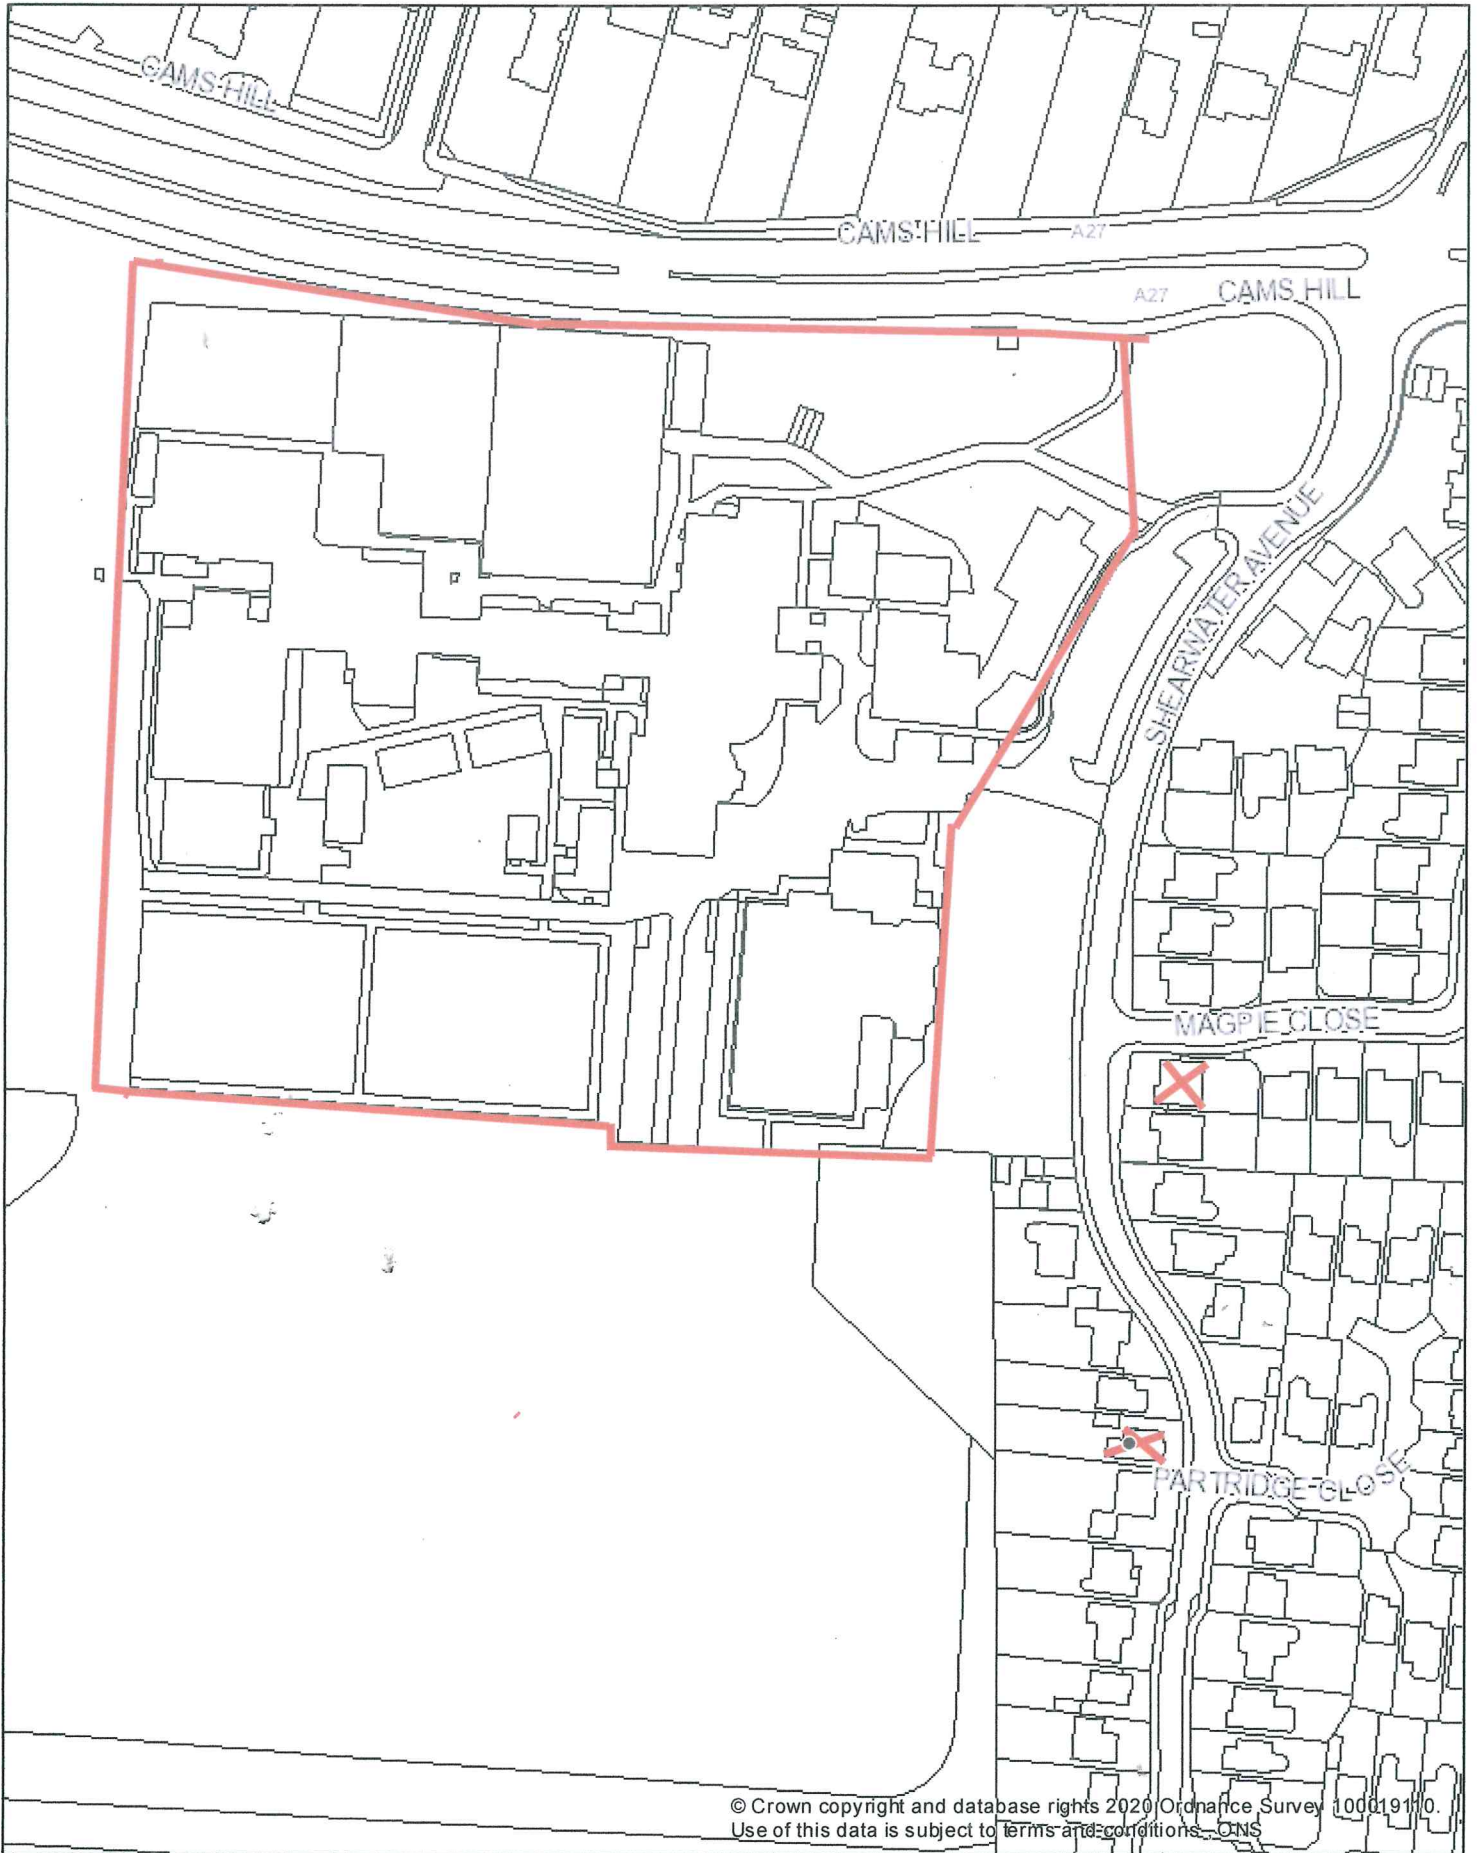 CAMS HILL
CAMS HILL
A27
A27
CAMS HILL
SHEARWATER AVENUE
MAGPIE CLOSE
PARTRIDGE CLOSE
© Crown copyright and database rights 2020 Ordnance Survey 100019110.
Use of this data is subject to terms and conditions - ONS